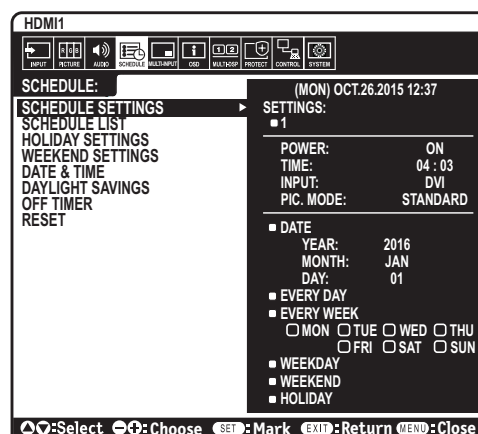 HDMI1
INPUT RGB PICTURE AUDIO SCHEDULE MULTI-INPUT OSD 1 2 MULTI-DSP PROTECT CONTROL SYSTEM
SCHEDULE:
SCHEDULE SETTINGS
SCHEDULE LIST
HOLIDAY SETTINGS
WEEKEND SETTINGS
DATE & TIME
DAYLIGHT SAVINGS
OFF TIMER
RESET
(MON) OCT.26.2015 12:37
SETTINGS:
1
POWER: ON
TIME: 04 : 03
INPUT: DVI
PIC. MODE: STANDARD
DATE
YEAR: 2016
MONTH: JAN
DAY: 01
EVERY DAY
EVERY WEEK
MON TUE WED THU
FRI SAT SUN
WEEKDAY
WEEKEND
HOLIDAY
:Select :Choose SET :Mark EXIT :Return MENU :Close